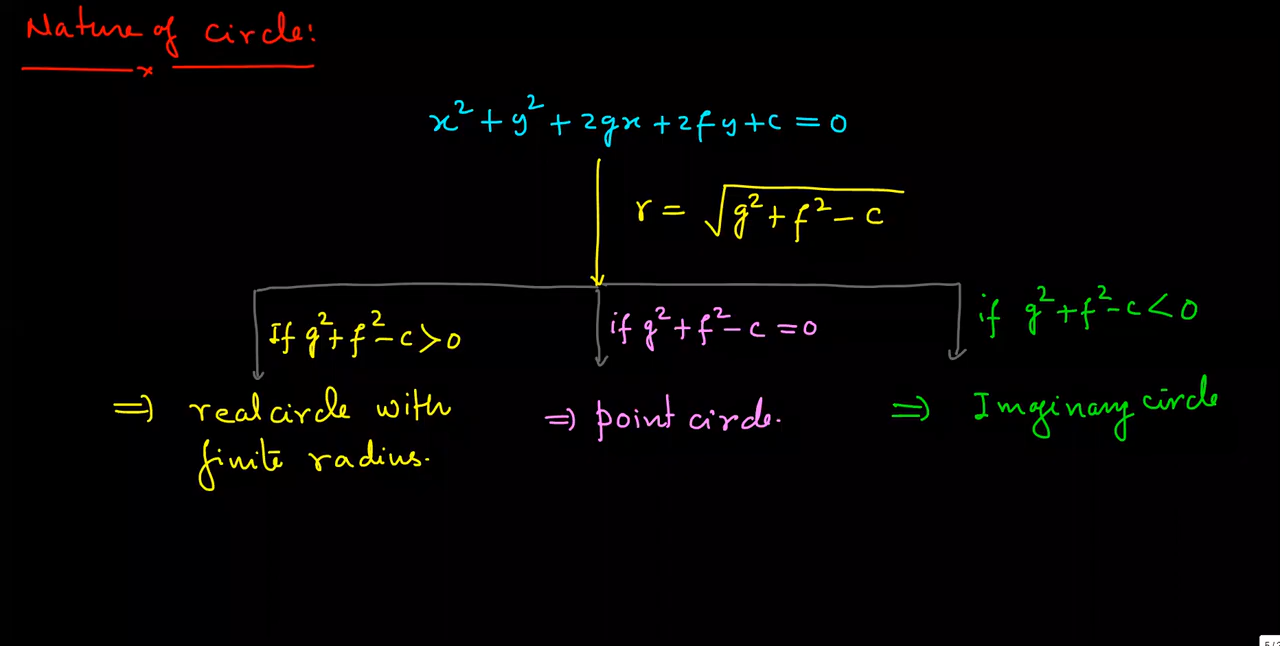 Nature of circle:
x² + y² + 2gx + 2fy + c = 0
r = √(g² + f² − c)
If g² + f² − c > 0
if g² + f² − c = 0
if g² + f² − c < 0
⇒ real circle with
finite radius.
⇒ point circle.
⇒ Imginary circle